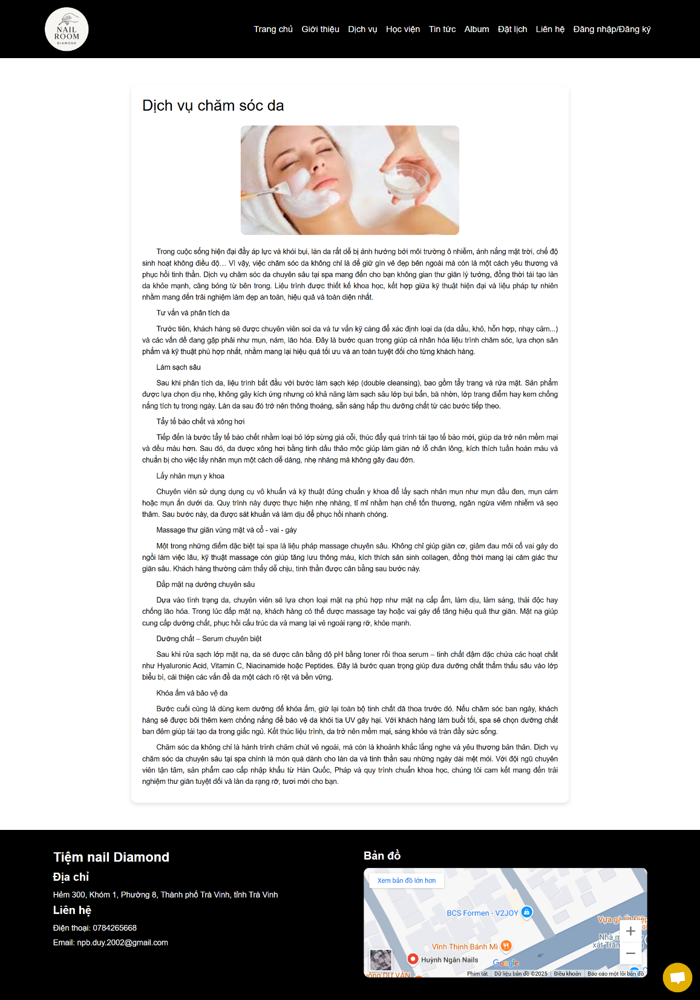 NAIL
ROOM
DIAMOND
Trang chủ Giới thiệu Dịch vụ Học viện Tin tức Album Đặt lịch Liên hệ Đăng nhập/Đăng ký
Dịch vụ chăm sóc da
Trong cuộc sống hiện đại đầy áp lực và khói bụi, làn da rất dễ bị ảnh hưởng bởi môi trường ô nhiễm, ánh nắng mặt trời, chế độ
sinh hoạt không điều độ… Vì vậy, việc chăm sóc da không chỉ là để giữ gìn vẻ đẹp bên ngoài mà còn là một cách yêu thương và
phục hồi tinh thần. Dịch vụ chăm sóc da chuyên sâu tại spa mang đến cho bạn không gian thư giãn lý tưởng, đồng thời tái tạo làn
da khỏe mạnh, căng bóng từ bên trong. Liệu trình được thiết kế khoa học, kết hợp giữa kỹ thuật hiện đại và liệu pháp tự nhiên
nhằm mang đến trải nghiệm làm đẹp an toàn, hiệu quả và toàn diện nhất.
Tư vấn và phân tích da
Trước tiên, khách hàng sẽ được chuyên viên soi da và tư vấn kỹ càng để xác định loại da (da dầu, khô, hỗn hợp, nhạy cảm...)
và các vấn đề đang gặp phải như mụn, nám, lão hóa. Đây là bước quan trọng giúp cá nhân hóa liệu trình chăm sóc, lựa chọn sản
phẩm và kỹ thuật phù hợp nhất, nhằm mang lại hiệu quả tối ưu và an toàn tuyệt đối cho từng khách hàng.
Làm sạch sâu
Sau khi phân tích da, liệu trình bắt đầu với bước làm sạch kép (double cleansing), bao gồm tẩy trang và rửa mặt. Sản phẩm
được lựa chọn dịu nhẹ, không gây kích ứng nhưng có khả năng làm sạch sâu lớp bụi bẩn, bã nhờn, lớp trang điểm hay kem chống
nắng tích tụ trong ngày. Làn da sau đó trở nên thông thoáng, sẵn sàng hấp thu dưỡng chất từ các bước tiếp theo.
Tẩy tế bào chết và xông hơi
Tiếp đến là bước tẩy tế bào chết nhằm loại bỏ lớp sừng già cỗi, thúc đẩy quá trình tái tạo tế bào mới, giúp da trở nên mềm mại
và đều màu hơn. Sau đó, da được xông hơi bằng tinh dầu thảo mộc giúp làm giãn nở lỗ chân lông, kích thích tuần hoàn máu và
chuẩn bị cho việc lấy nhân mụn một cách dễ dàng, nhẹ nhàng mà không gây đau đớn.
Lấy nhân mụn y khoa
Chuyên viên sử dụng dụng cụ vô khuẩn và kỹ thuật đúng chuẩn y khoa để lấy sạch nhân mụn như mụn đầu đen, mụn cám
hoặc mụn ẩn dưới da. Quy trình này được thực hiện nhẹ nhàng, tỉ mỉ nhằm hạn chế tổn thương, ngăn ngừa viêm nhiễm và sẹo
thâm. Sau bước này, da được sát khuẩn và làm dịu để phục hồi nhanh chóng.
Massage thư giãn vùng mặt và cổ - vai - gáy
Một trong những điểm đặc biệt tại spa là liệu pháp massage chuyên sâu. Không chỉ giúp giãn cơ, giảm đau mỏi cổ vai gáy do
ngồi làm việc lâu, kỹ thuật massage còn giúp tăng lưu thông máu, kích thích sản sinh collagen, đồng thời mang lại cảm giác thư
giãn sâu. Khách hàng thường cảm thấy dễ chịu, tinh thần được cân bằng sau bước này.
Đắp mặt nạ dưỡng chuyên sâu
Dựa vào tình trạng da, chuyên viên sẽ lựa chọn loại mặt nạ phù hợp như mặt nạ cấp ẩm, làm dịu, làm sáng, thải độc hay
chống lão hóa. Trong lúc đắp mặt nạ, khách hàng có thể được massage tay hoặc vai gáy để tăng hiệu quả thư giãn. Mặt nạ giúp
cung cấp dưỡng chất, phục hồi cấu trúc da và mang lại vẻ ngoài rạng rỡ, khỏe mạnh.
Dưỡng chất – Serum chuyên biệt
Sau khi rửa sạch lớp mặt nạ, da sẽ được cân bằng độ pH bằng toner rồi thoa serum – tinh chất đậm đặc chứa các hoạt chất
như Hyaluronic Acid, Vitamin C, Niacinamide hoặc Peptides. Đây là bước quan trọng giúp đưa dưỡng chất thẩm thấu sâu vào lớp
biểu bì, cải thiện các vấn đề da một cách rõ rệt và bền vững.
Khóa ẩm và bảo vệ da
Bước cuối cùng là dùng kem dưỡng để khóa ẩm, giữ lại toàn bộ tinh chất đã thoa trước đó. Nếu chăm sóc ban ngày, khách
hàng sẽ được bôi thêm kem chống nắng để bảo vệ da khỏi tia UV gây hại. Với khách hàng làm buổi tối, spa sẽ chọn dưỡng chất
ban đêm giúp tái tạo da trong giấc ngủ. Kết thúc liệu trình, da trở nên mềm mại, sáng khỏe và tràn đầy sức sống.
Chăm sóc da không chỉ là hành trình chăm chút vẻ ngoài, mà còn là khoảnh khắc lắng nghe và yêu thương bản thân. Dịch vụ
chăm sóc da chuyên sâu tại spa chính là món quà dành cho làn da và tinh thần sau những ngày dài mệt mỏi. Với đội ngũ chuyên
viên tận tâm, sản phẩm cao cấp nhập khẩu từ Hàn Quốc, Pháp và quy trình chuẩn khoa học, chúng tôi cam kết mang đến trải
nghiệm thư giãn tuyệt đối và làn da rạng rỡ, tươi mới cho bạn.
Tiệm nail Diamond
Địa chỉ
Hẻm 300, Khóm 1, Phường 8, Thành phố Trà Vinh, tỉnh Trà Vinh
Liên hệ
Điện thoại: 0784265668
Email: npb.duy.2002@gmail.com
Bản đồ
Xem bản đồ lớn hơn
BCS Formen - V2JOY
Vựa gà Út Điệp
Nhà m
xát Trần
Vĩnh Thịnh Bánh Mì
Huỳnh Ngân Nails
Google
uống DƯ VÂN
Phím tắt Dữ liệu bản đồ ©2025 Điều khoản Báo cáo một lỗi bản đồ